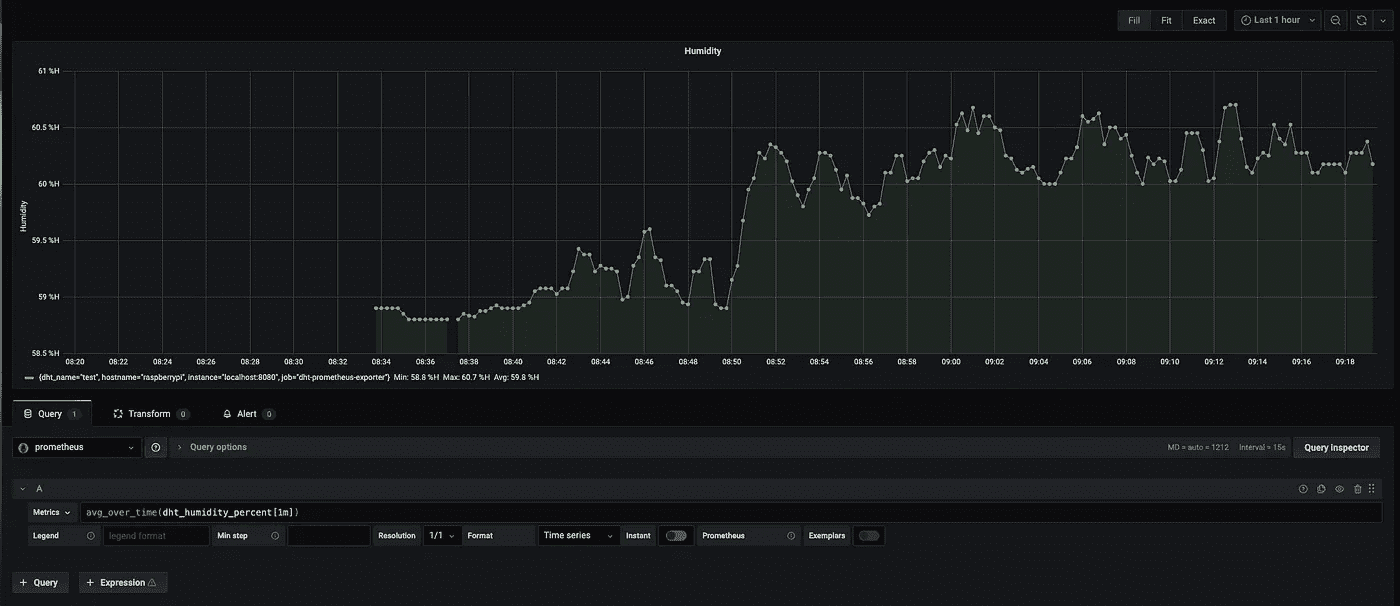 Fill Fit Exact Last 1 hour
Humidity
61 %H
60.5 %H
60 %H
59.5 %H
59 %H
58.5 %H
Humidity
08:20 08:22 08:24 08:26 08:28 08:30 08:32 08:34 08:36 08:38 08:40 08:42 08:44 08:46 08:48 08:50 08:52 08:54 08:56 08:58 09:00 09:02 09:04 09:06 09:08 09:10 09:12 09:14 09:16 09:18
{dht_name="test", hostname="raspberrypi", instance="localhost:8080", job="dht-prometheus-exporter"} Min: 58.8 %H Max: 60.7 %H Avg: 59.8 %H
Query 1 Transform 0 Alert 0
prometheus Query options MD = auto = 1212 Interval = 15s Query inspector
A
Metrics avg_over_time(dht_humidity_percent[1m])
Legend legend format Min step Resolution 1/1 Format Time series Instant Prometheus Exemplars
+ Query + Expression